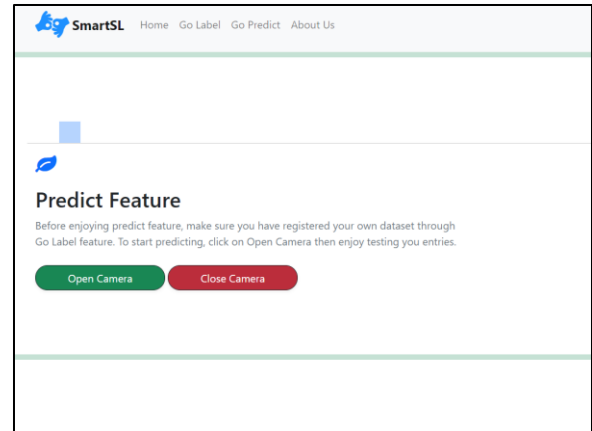 SmartSL Home Go Label Go Predict About Us
Predict Feature
Before enjoying predict feature, make sure you have registered your own dataset through
Go Label feature. To start predicting, click on Open Camera then enjoy testing you entries.
Open Camera Close Camera